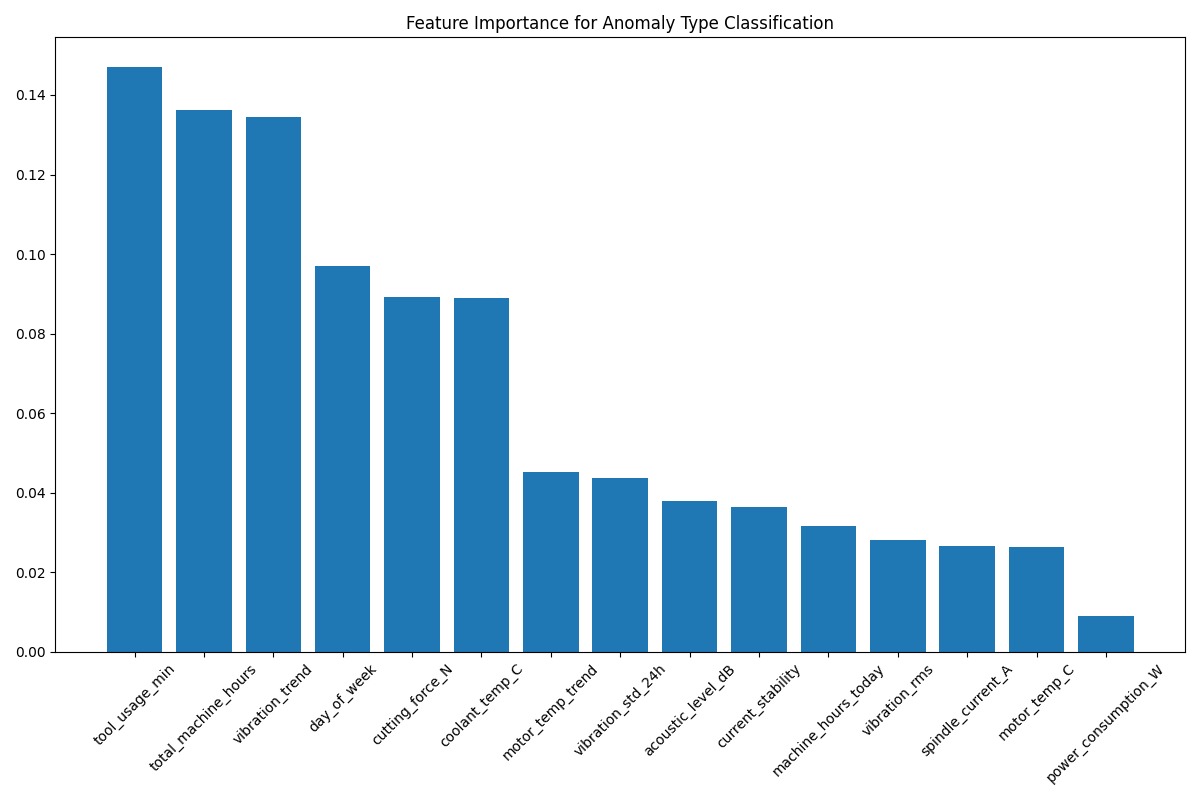 Feature Importance for Anomaly Type Classification
0.14
0.12
0.10
0.08
0.06
0.04
0.02
0.00
tool_usage_min
total_machine_hours
vibration_trend
day_of_week
cutting_force_N
coolant_temp_C
motor_temp_trend
vibration_std_24h
acoustic_level_dB
current_stability
machine_hours_today
vibration_rms
spindle_current_A
motor_temp_C
power_consumption_W